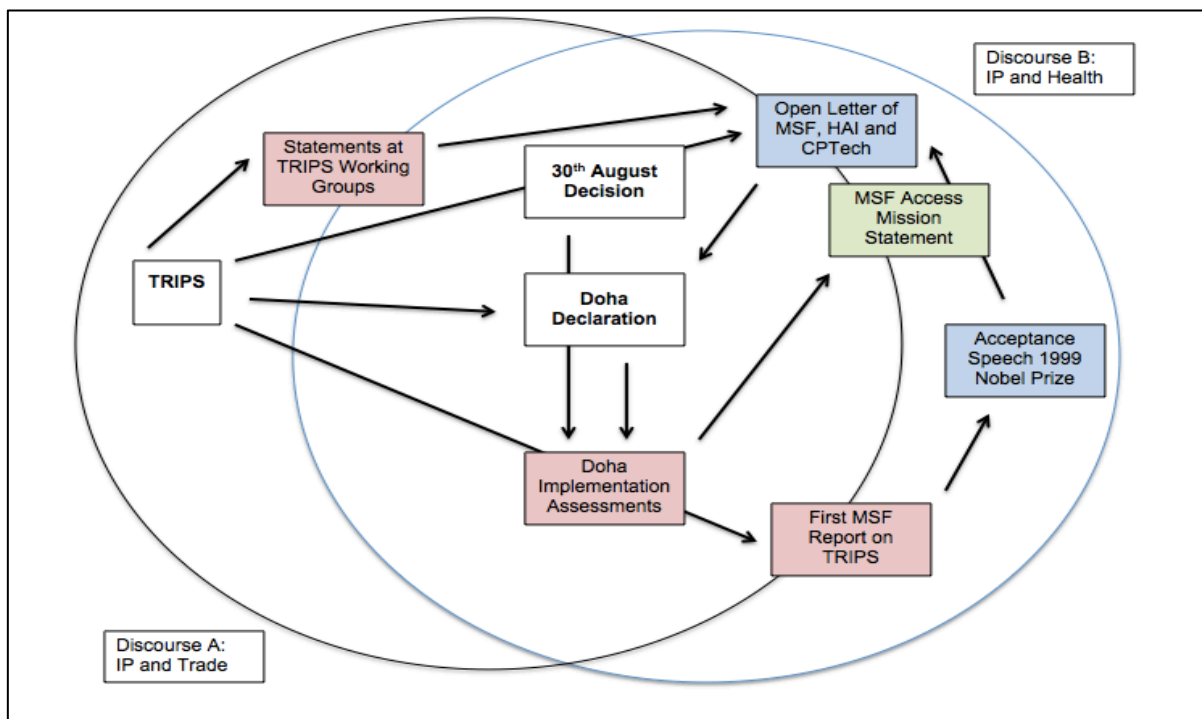 Discourse B:
IP and Health
Open Letter of
MSF, HAI and
CPTech
Statements at
TRIPS Working
Groups
30th August
Decision
MSF Access
Mission
Statement
TRIPS
Doha
Declaration
Acceptance
Speech 1999
Nobel Prize
Doha
Implementation
Assessments
First MSF
Report on
TRIPS
Discourse A:
IP and Trade